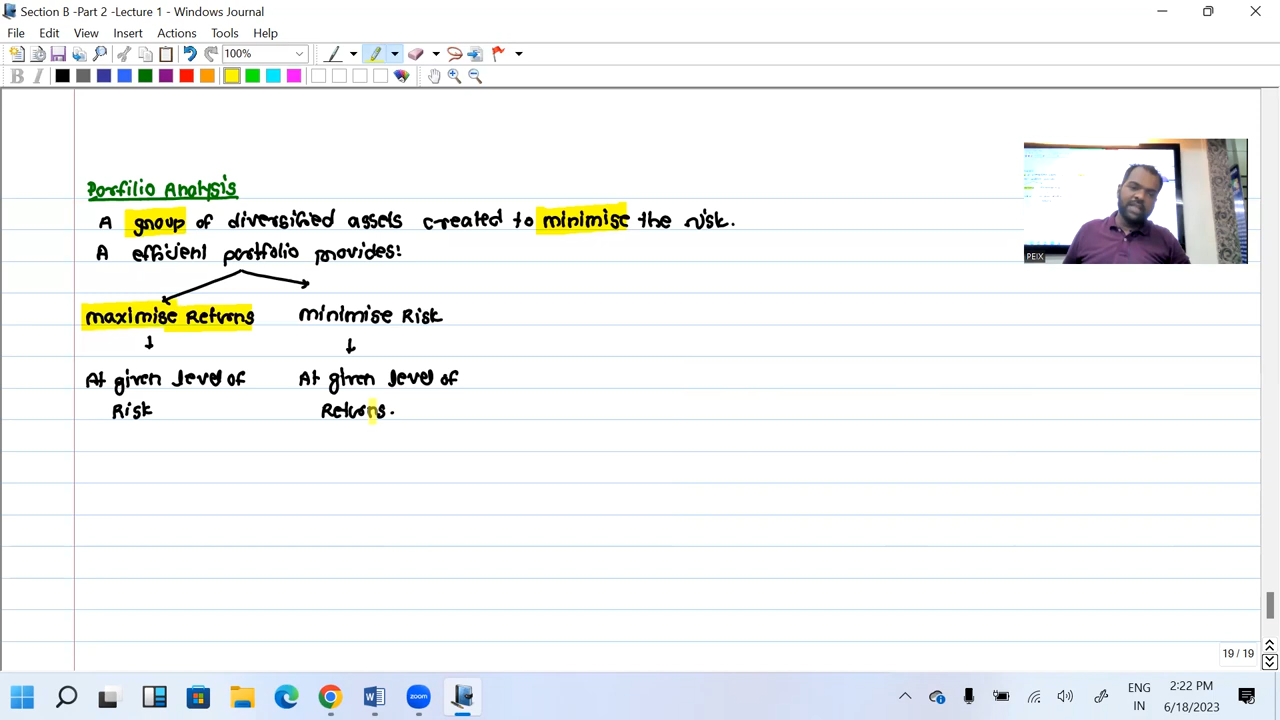 Section B -Part 2 -Lecture 1 - Windows Journal
File Edit View Insert Actions Tools Help
100%
B I
Porfilio Analysis
A group of diversified assets created to minimise the risk.
A efficient portfolio provides:
maximise Returns minimise Risk
At given level of At given level of
Risk Returns.
PEIX
19 / 19
zoom
ENG
IN
2:22 PM
6/18/2023